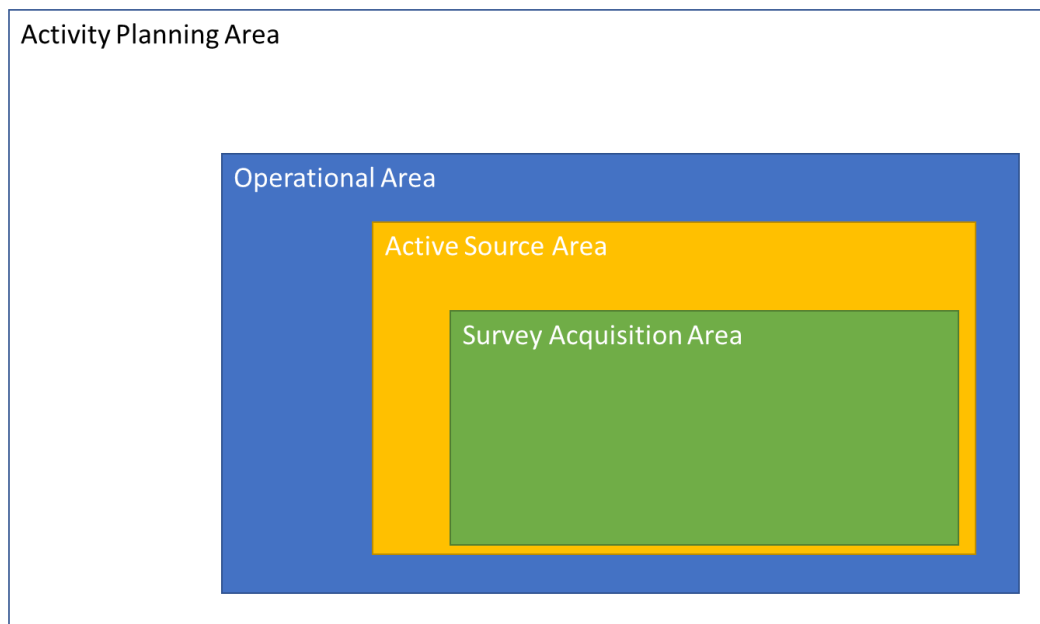 Activity Planning Area
Operational Area
Active Source Area
Survey Acquisition Area